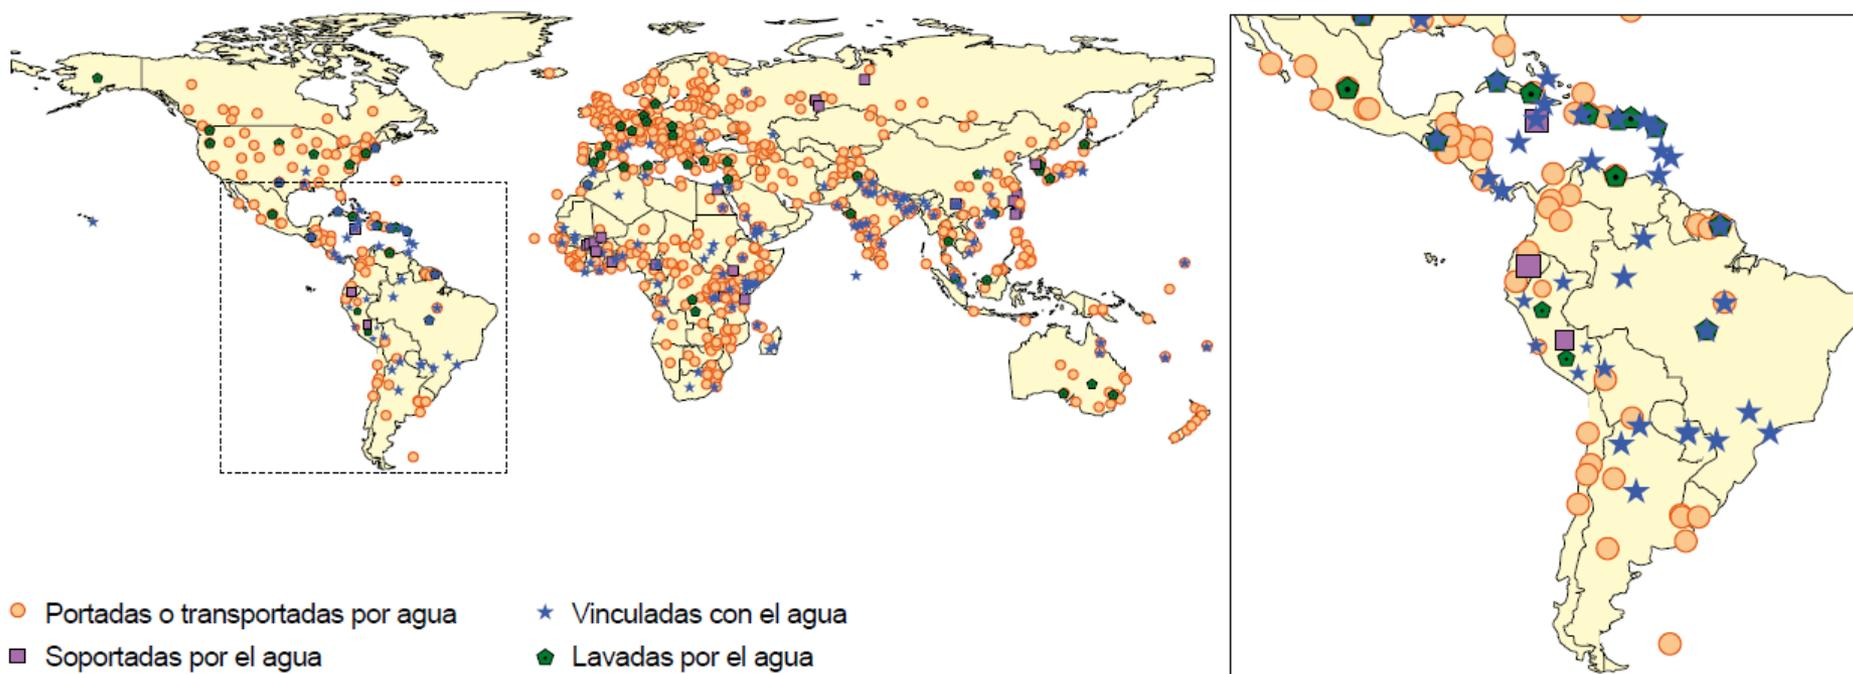 Portadas o transportadas por agua
Vinculadas con el agua
Soportadas por el agua
Lavadas por el agua